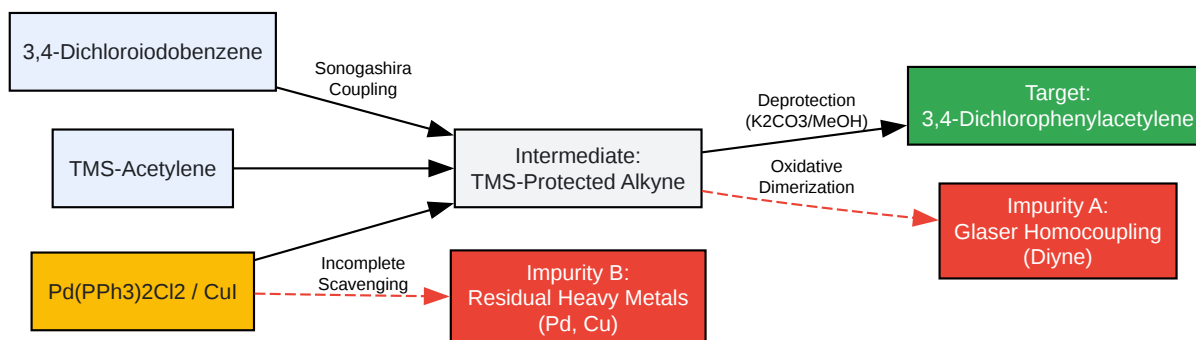 3,4-Dichloroiodobenzene
Sonogashira
Coupling
TMS-Acetylene
Pd(PPh3)2Cl2 / CuI
Incomplete
Scavenging
Intermediate:
TMS-Protected Alkyne
Impurity B:
Residual Heavy Metals
(Pd, Cu)
Deprotection
(K2CO3/MeOH)
Oxidative
Dimerization
Target:
3,4-Dichlorophenylacetylene
Impurity A:
Glaser Homocoupling
(Diyne)